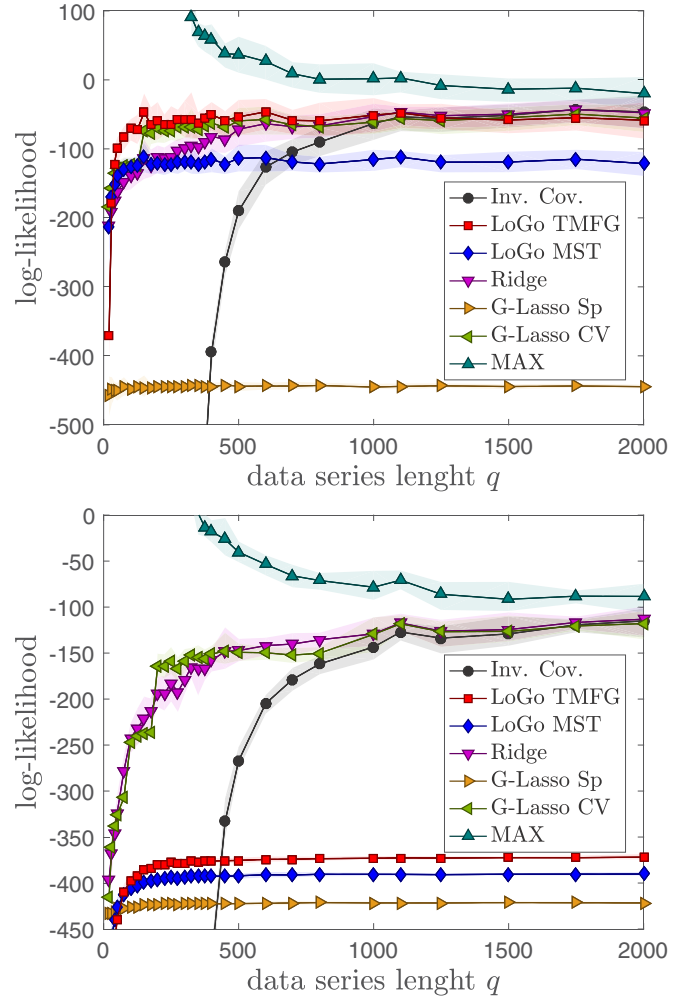 100
0
-100
-200
-300
-400
-500
log-likelihood
Inv. Cov.
LoGo TMFG
LoGo MST
Ridge
G-Lasso Sp
G-Lasso CV
MAX
0 500 1000 1500 2000
data series lenght q
0
-50
-100
-150
-200
-250
-300
-350
-400
-450
log-likelihood
Inv. Cov.
LoGo TMFG
LoGo MST
Ridge
G-Lasso Sp
G-Lasso CV
MAX
0 500 1000 1500 2000
data series lenght q